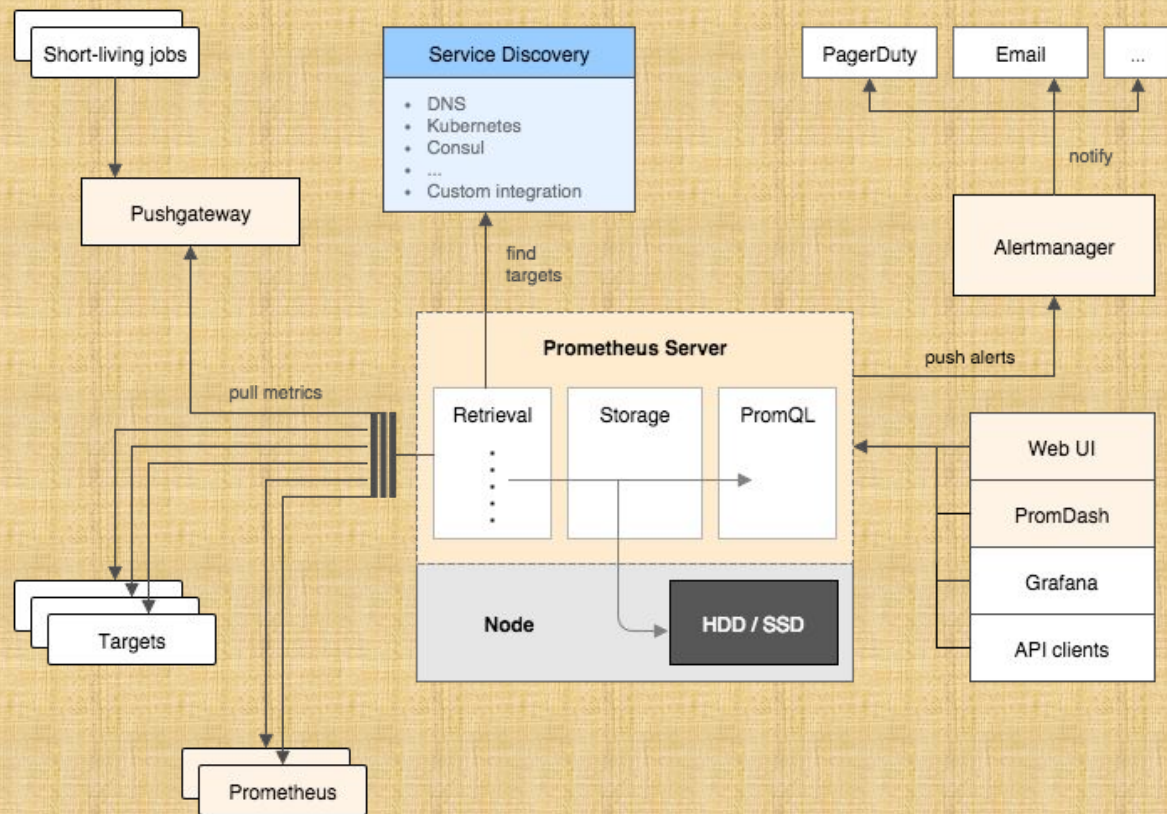 Short-living jobs
Service Discovery
• DNS
• Kubernetes
• Consul
• ...
• Custom integration
PagerDuty
Email
...
notify
Pushgateway
Alertmanager
find
targets
Prometheus Server
push alerts
pull metrics
Retrieval
Storage
PromQL
Web UI
PromDash
Grafana
API clients
Node
HDD / SSD
Targets
Prometheus